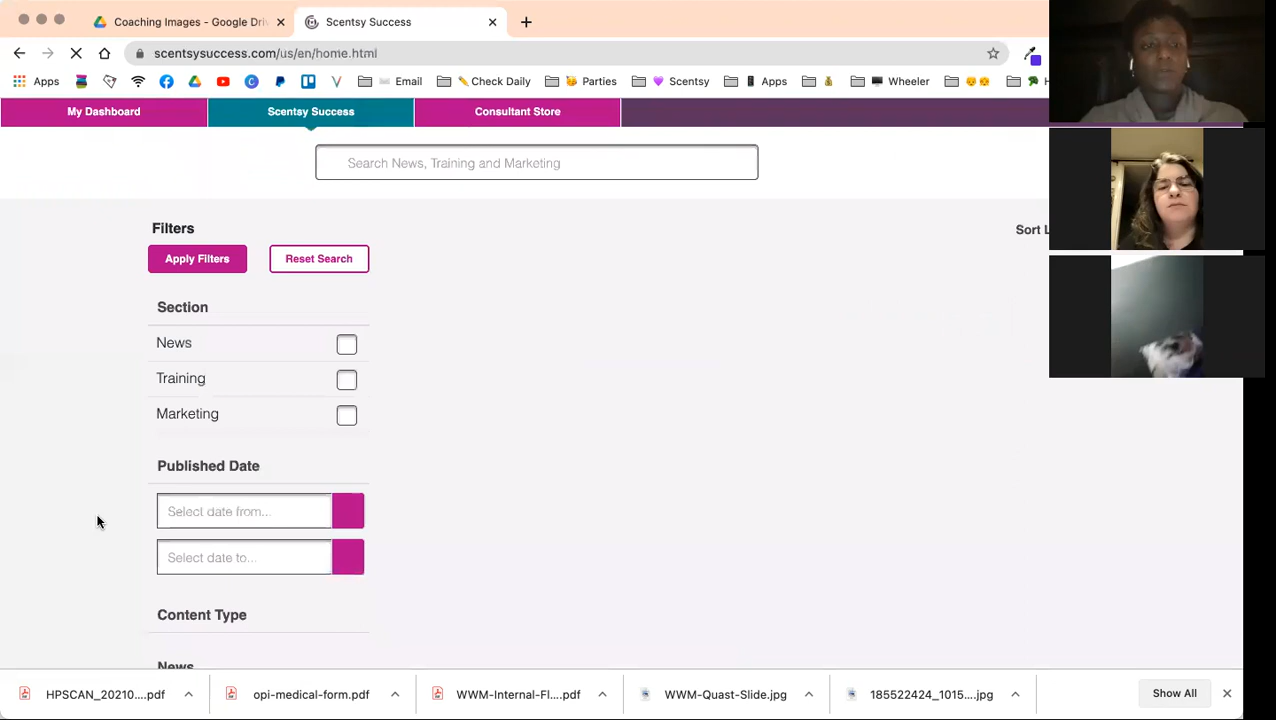 Coaching Images - Google Driv
Scentsy Success
scentsysuccess.com/us/en/home.html
Apps Email Check Daily Parties Scentsy Apps Wheeler H
My Dashboard Scentsy Success Consultant Store
Search News, Training and Marketing
Filters
Sort L
Apply Filters Reset Search
Section
News
Training
Marketing
Published Date
Select date from...
Select date to...
Content Type
News
HPSCAN_20210....pdf opi-medical-form.pdf WWM-Internal-Fl....pdf WWM-Quast-Slide.jpg 185522424_1015....jpg Show All